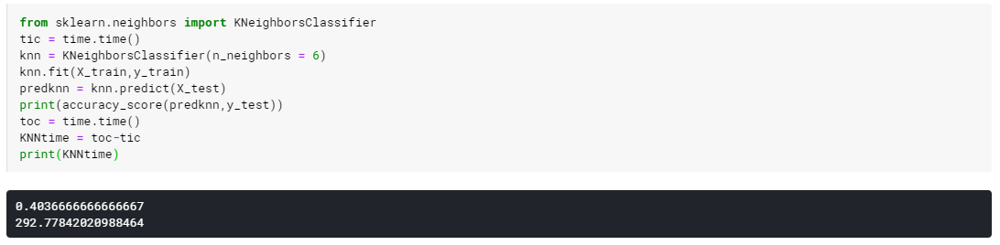 from sklearn.neighbors import KNeighborsClassifier
tic = time.time()
knn = KNeighborsClassifier(n_neighbors = 6)
knn.fit(X_train,y_train)
predknn = knn.predict(X_test)
print(accuracy_score(predknn,y_test))
toc = time.time()
KNNtime = toc-tic
print(KNNtime)
0.4036666666666667
292.77842020988464